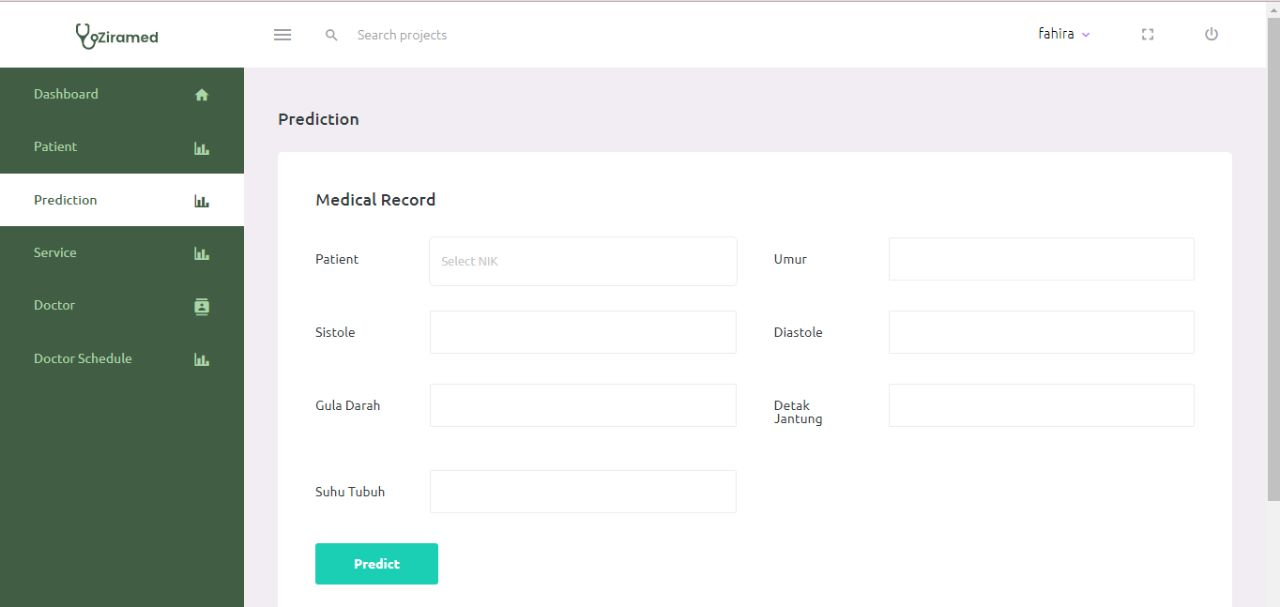 Ziramed
Search projects
fahira
Dashboard
Patient
Prediction
Service
Doctor
Doctor Schedule
Prediction
Medical Record
Patient
Select NIK
Umur
Sistole
Diastole
Gula Darah
Detak
Jantung
Suhu Tubuh
Predict